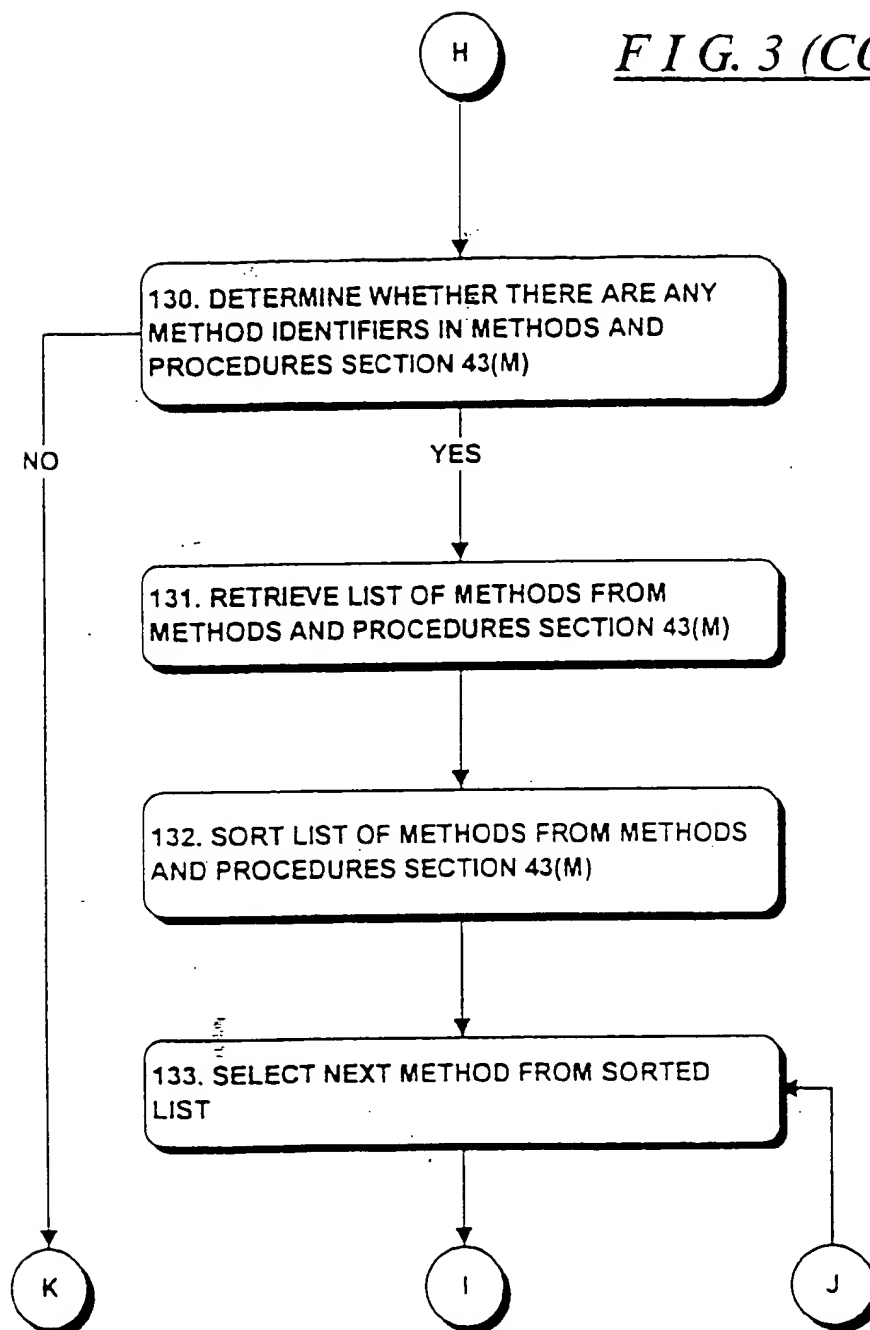 H
FIG. 3 (CO
130. DETERMINE WHETHER THERE ARE ANY
METHOD IDENTIFIERS IN METHODS AND
PROCEDURES SECTION 43(M)
NO
YES
131. RETRIEVE LIST OF METHODS FROM
METHODS AND PROCEDURES SECTION 43(M)
132. SORT LIST OF METHODS FROM METHODS
AND PROCEDURES SECTION 43(M)
133. SELECT NEXT METHOD FROM SORTED
LIST
K
I
J